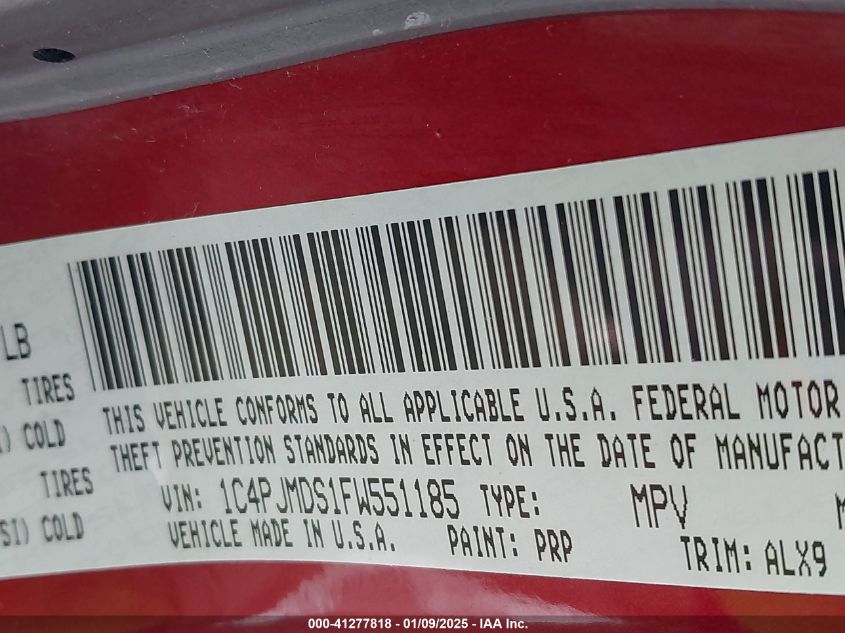 LB
TIRES
COLD
TIRES
SI) COLD
THIS VEHICLE CONFORMS TO ALL APPLICABLE U.S.A. FEDERAL MOTOR
THEFT PREVENTION STANDARDS IN EFFECT ON THE DATE OF MANUFACT
VIN: 1C4PJMDS1FW551185 TYPE: MPV
VEHICLE MADE IN U.S.A. PAINT: PRP TRIM: ALX9
000-41277818 - 01/09/2025 - IAA Inc.